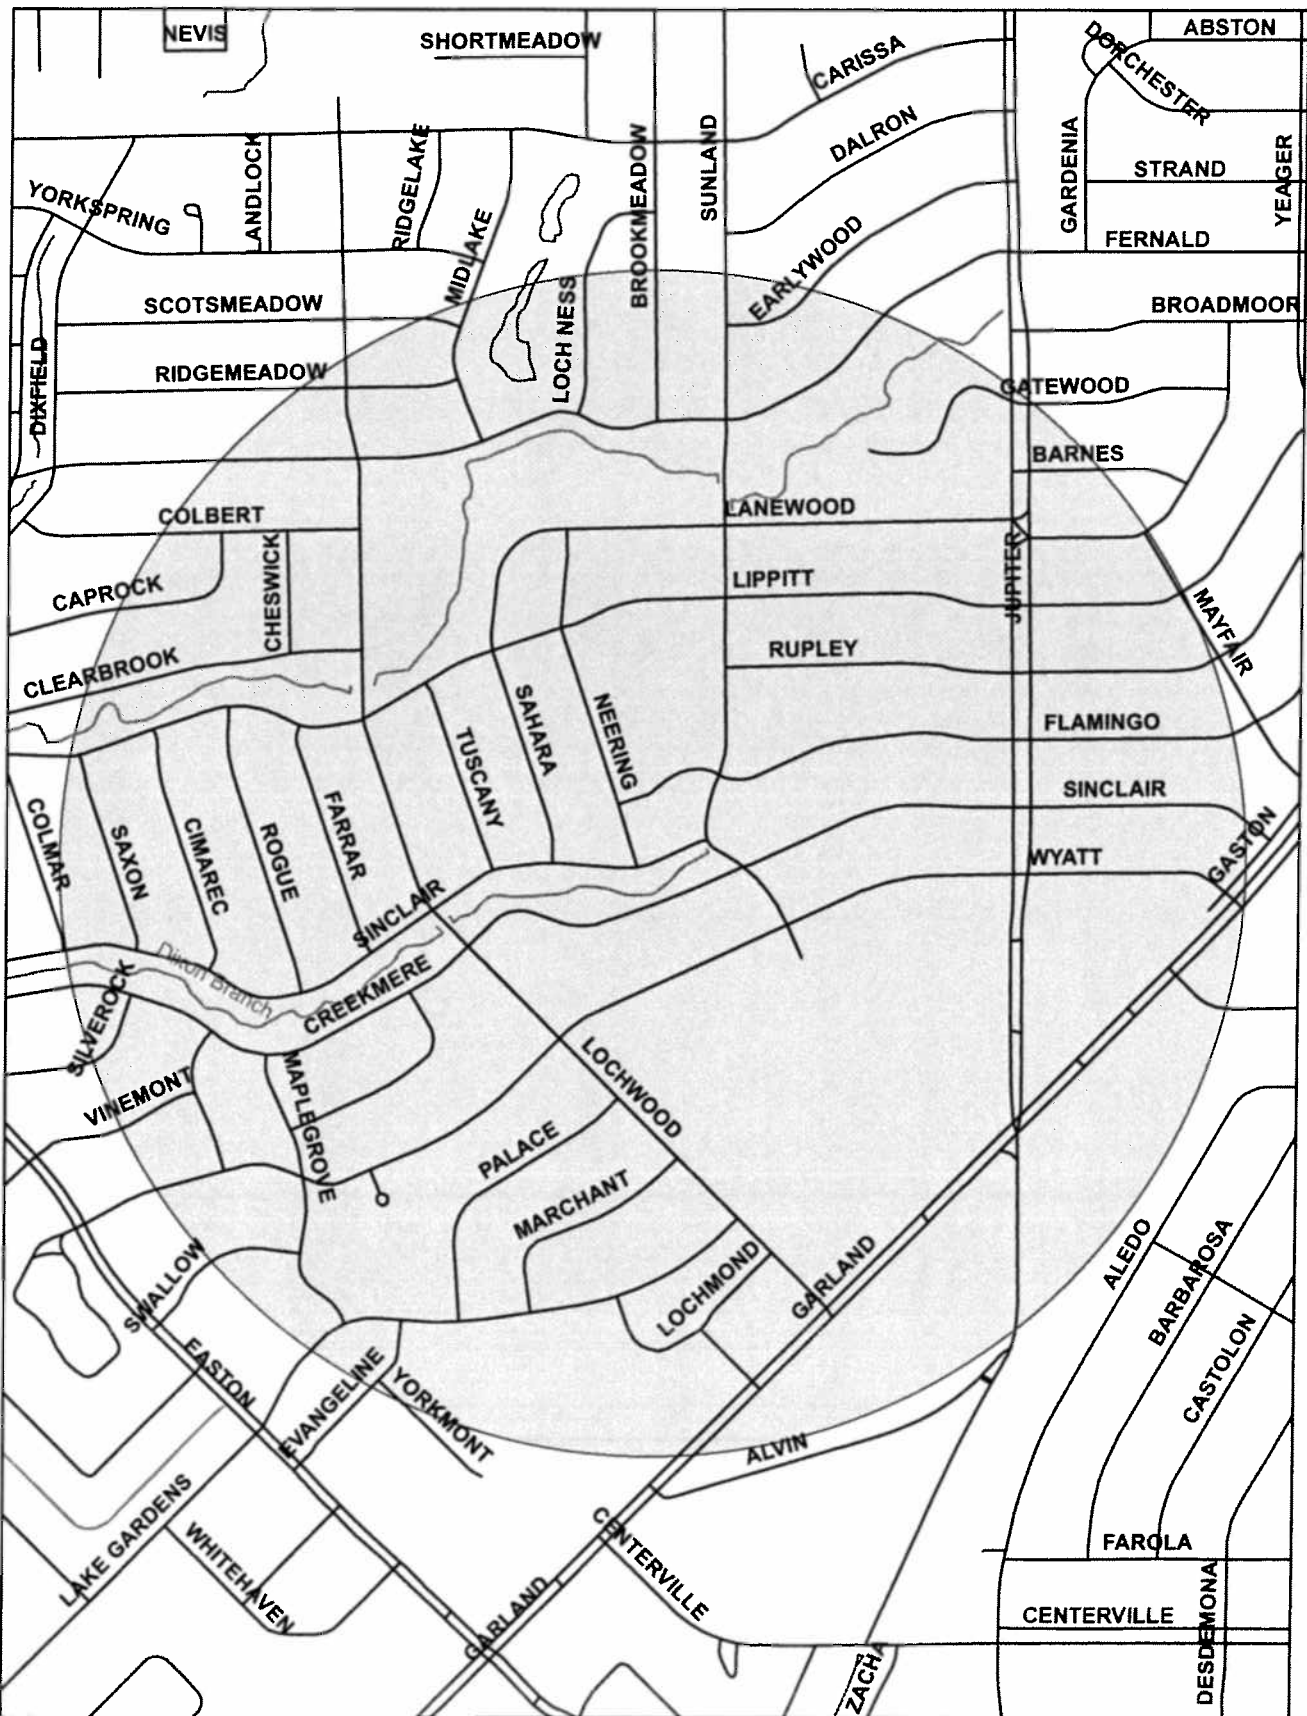 NEVIS
SHORTMEADOW
CARISSA
ABSTON
DORCHESTER
DALRON
ANDLOCK
RIDGELAKE
BROOKMEADOW
SUNLAND
GARDENIA
STRAND
YEAGER
YORKSPRING
MIDLAKE
EARLYWOOD
FERNALD
SCOTSMEADOW
LOCH NESS
BROADMOOR
DIXFIELD
RIDGEMEADOW
GATEWOOD
BARNES
COLBERT
LANEWOOD
CAPROCK
CHESWICK
LIPPITT
JUPITER
MAYFAIR
CLEARBROOK
RUPLEY
SAHARA
NEERING
TUSCANY
FLAMINGO
COLMAR
SAXON
CIMAREC
ROGUE
FARRAR
SINCLAIR
GASTON
WYATT
SINCLAIR
Dixon Branch
CREEKMERE
SILVEROCK
VINEMONT
MAPLEGROVE
LOCHWOOD
PALACE
MARCHANT
SWALLOW
LOCHMOND
GARLAND
ALEDO
BARBAROSA
CASTOLON
EASTON
EVANGELINE
YORKMONT
ALVIN
LAKE GARDENS
WHITEHAVEN
CENTERVILLE
GARLAND
FAROLA
CENTERVILLE
DESDEMONA
ZACHA